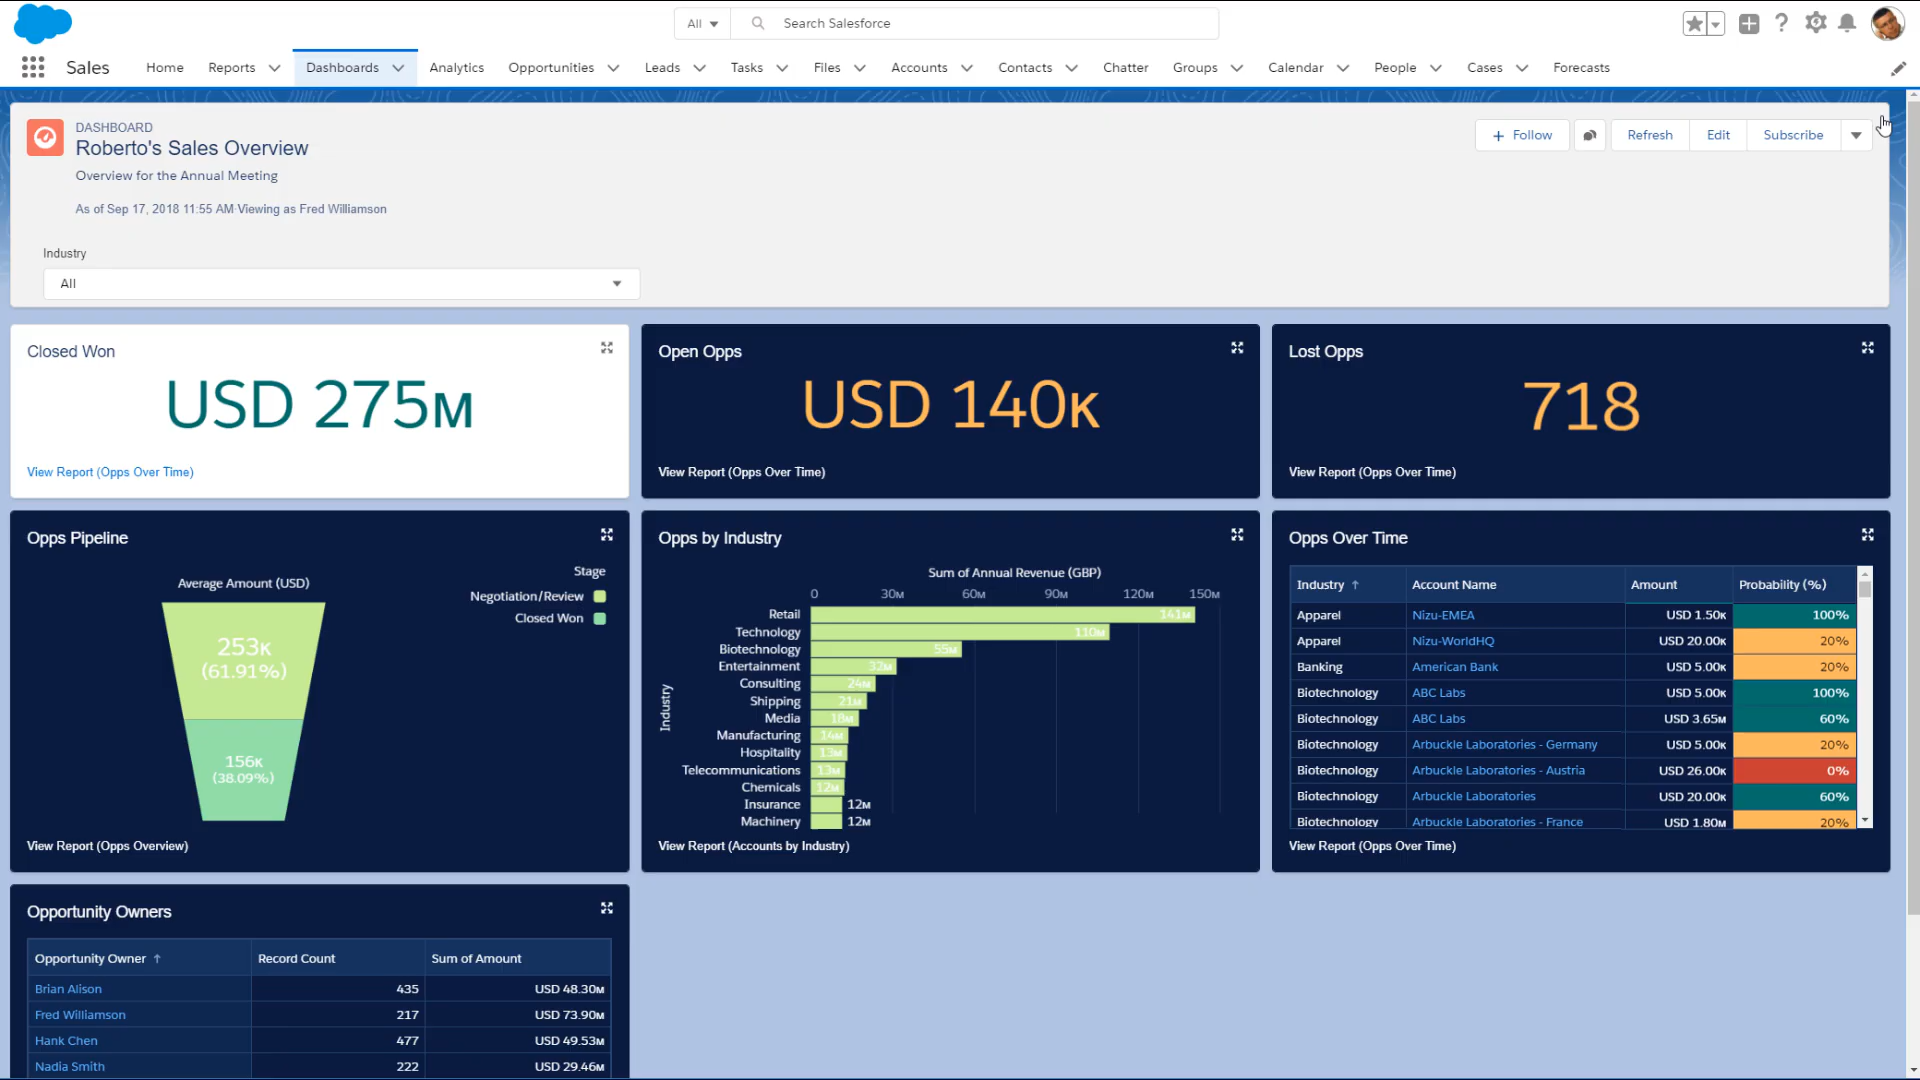 All
Search Salesforce
Sales
Home
Reports
Dashboards
Analytics
Opportunities
Leads
Tasks
Files
Accounts
Contacts
Chatter
Groups
Calendar
People
Cases
Forecasts
DASHBOARD
Roberto's Sales Overview
Overview for the Annual Meeting
As of Sep 17, 2018 11:55 AM·Viewing as Fred Williamson
+ Follow
Refresh
Edit
Subscribe
Industry
All
Closed Won
USD 275M
View Report (Opps Over Time)
Open Opps
USD 140K
View Report (Opps Over Time)
Lost Opps
718
View Report (Opps Over Time)
Opps Pipeline
Average Amount (USD)
Stage
Negotiation/Review
Closed Won
253K
(61.91%)
156K
(38.09%)
View Report (Opps Overview)
Opps by Industry
Sum of Annual Revenue (GBP)
0 30M 60M 90M 120M 150M
Industry
Retail 141M
Technology 110M
Biotechnology 55M
Entertainment 32M
Consulting 24M
Shipping 21M
Media 18M
Manufacturing 14M
Hospitality 13M
Telecommunications 13M
Chemicals 12M
Insurance 12M
Machinery 12M
View Report (Accounts by Industry)
Opps Over Time
Industry ↑ Account Name Amount Probability (%)
Apparel Nizu-EMEA USD 1.50K 100%
Apparel Nizu-WorldHQ USD 20.00K 20%
Banking American Bank USD 5.00K 20%
Biotechnology ABC Labs USD 5.00K 100%
Biotechnology ABC Labs USD 3.65M 60%
Biotechnology Arbuckle Laboratories - Germany USD 5.00K 20%
Biotechnology Arbuckle Laboratories - Austria USD 26.00K 0%
Biotechnology Arbuckle Laboratories USD 20.00K 60%
Biotechnology Arbuckle Laboratories - France USD 1.80M 20%
View Report (Opps Over Time)
Opportunity Owners
Opportunity Owner ↑ Record Count Sum of Amount
Brian Alison 435 USD 48.30M
Fred Williamson 217 USD 73.90M
Hank Chen 477 USD 49.53M
Nadia Smith 222 USD 29.46M